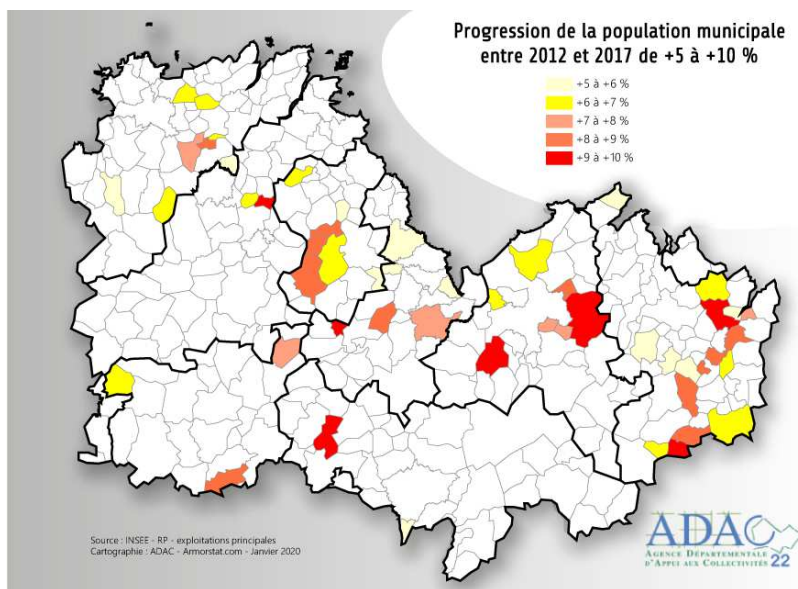 Progression de la population municipale
entre 2012 et 2017 de +5 à +10 %
+5 à +6 %
+6 à +7 %
+7 à +8 %
+8 à +9 %
+9 à +10 %
Source : INSEE - RP - exploitations principales
Cartographie : ADAC - Armorstat.com - Janvier 2020
ADAC
AGENCE DÉPARTEMENTALE
D'APPUI AUX COLLECTIVITÉS 22